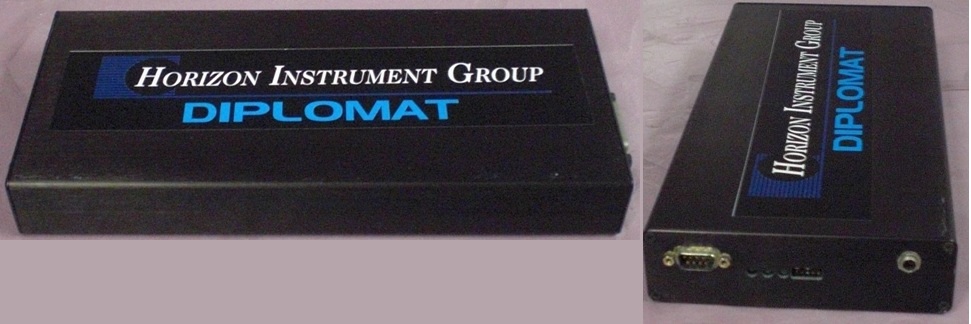 HORIZON INSTRUMENT GROUP
DIPLOMAT
HORIZON INSTRUMENT GROUP
DIPLOMAT